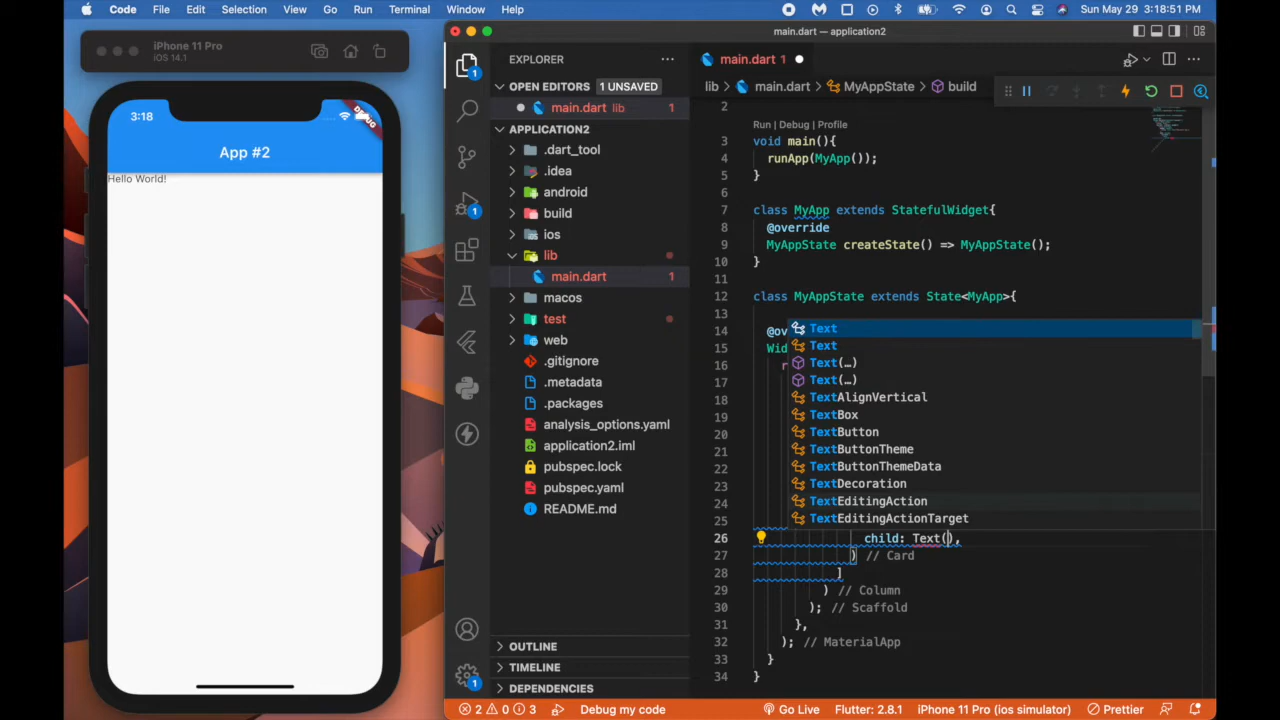 Code File Edit Selection View Go Run Terminal Window Help Sun May 29 3:18:51 PM
iPhone 11 Pro
iOS 14.1
3:18
DEBUG
App #2
Hello World!
main.dart — application2
EXPLORER
OPEN EDITORS 1 UNSAVED
main.dart lib 1
APPLICATION2
.dart_tool
.idea
android
build
ios
lib
main.dart 1
macos
test
web
.gitignore
.metadata
.packages
analysis_options.yaml
application2.iml
pubspec.lock
pubspec.yaml
README.md
OUTLINE
TIMELINE
DEPENDENCIES
1
1
1
main.dart 1
lib > main.dart > MyAppState > build
2
Run | Debug | Profile
3 void main(){
4 runApp(MyApp());
5 }
6
7 class MyApp extends StatefulWidget{
8 @override
9 MyAppState createState() => MyAppState();
10 }
11
12 class MyAppState extends State<MyApp>{
13
14 @ov
15 Wid
16
17
18
19
20
21
22
23
24
25
Text
Text
Text(…)
Text(…)
TextAlignVertical
TextBox
TextButton
TextButtonTheme
TextButtonThemeData
TextDecoration
TextEditingAction
TextEditingActionTarget
26 child: Text(),
27 ) // Card
28 ]
29 ) // Column
30 ); // Scaffold
31 },
32 ); // MaterialApp
33 }
34 }
2 0 3 Debug my code Go Live Flutter: 2.8.1 iPhone 11 Pro (ios simulator) Prettier